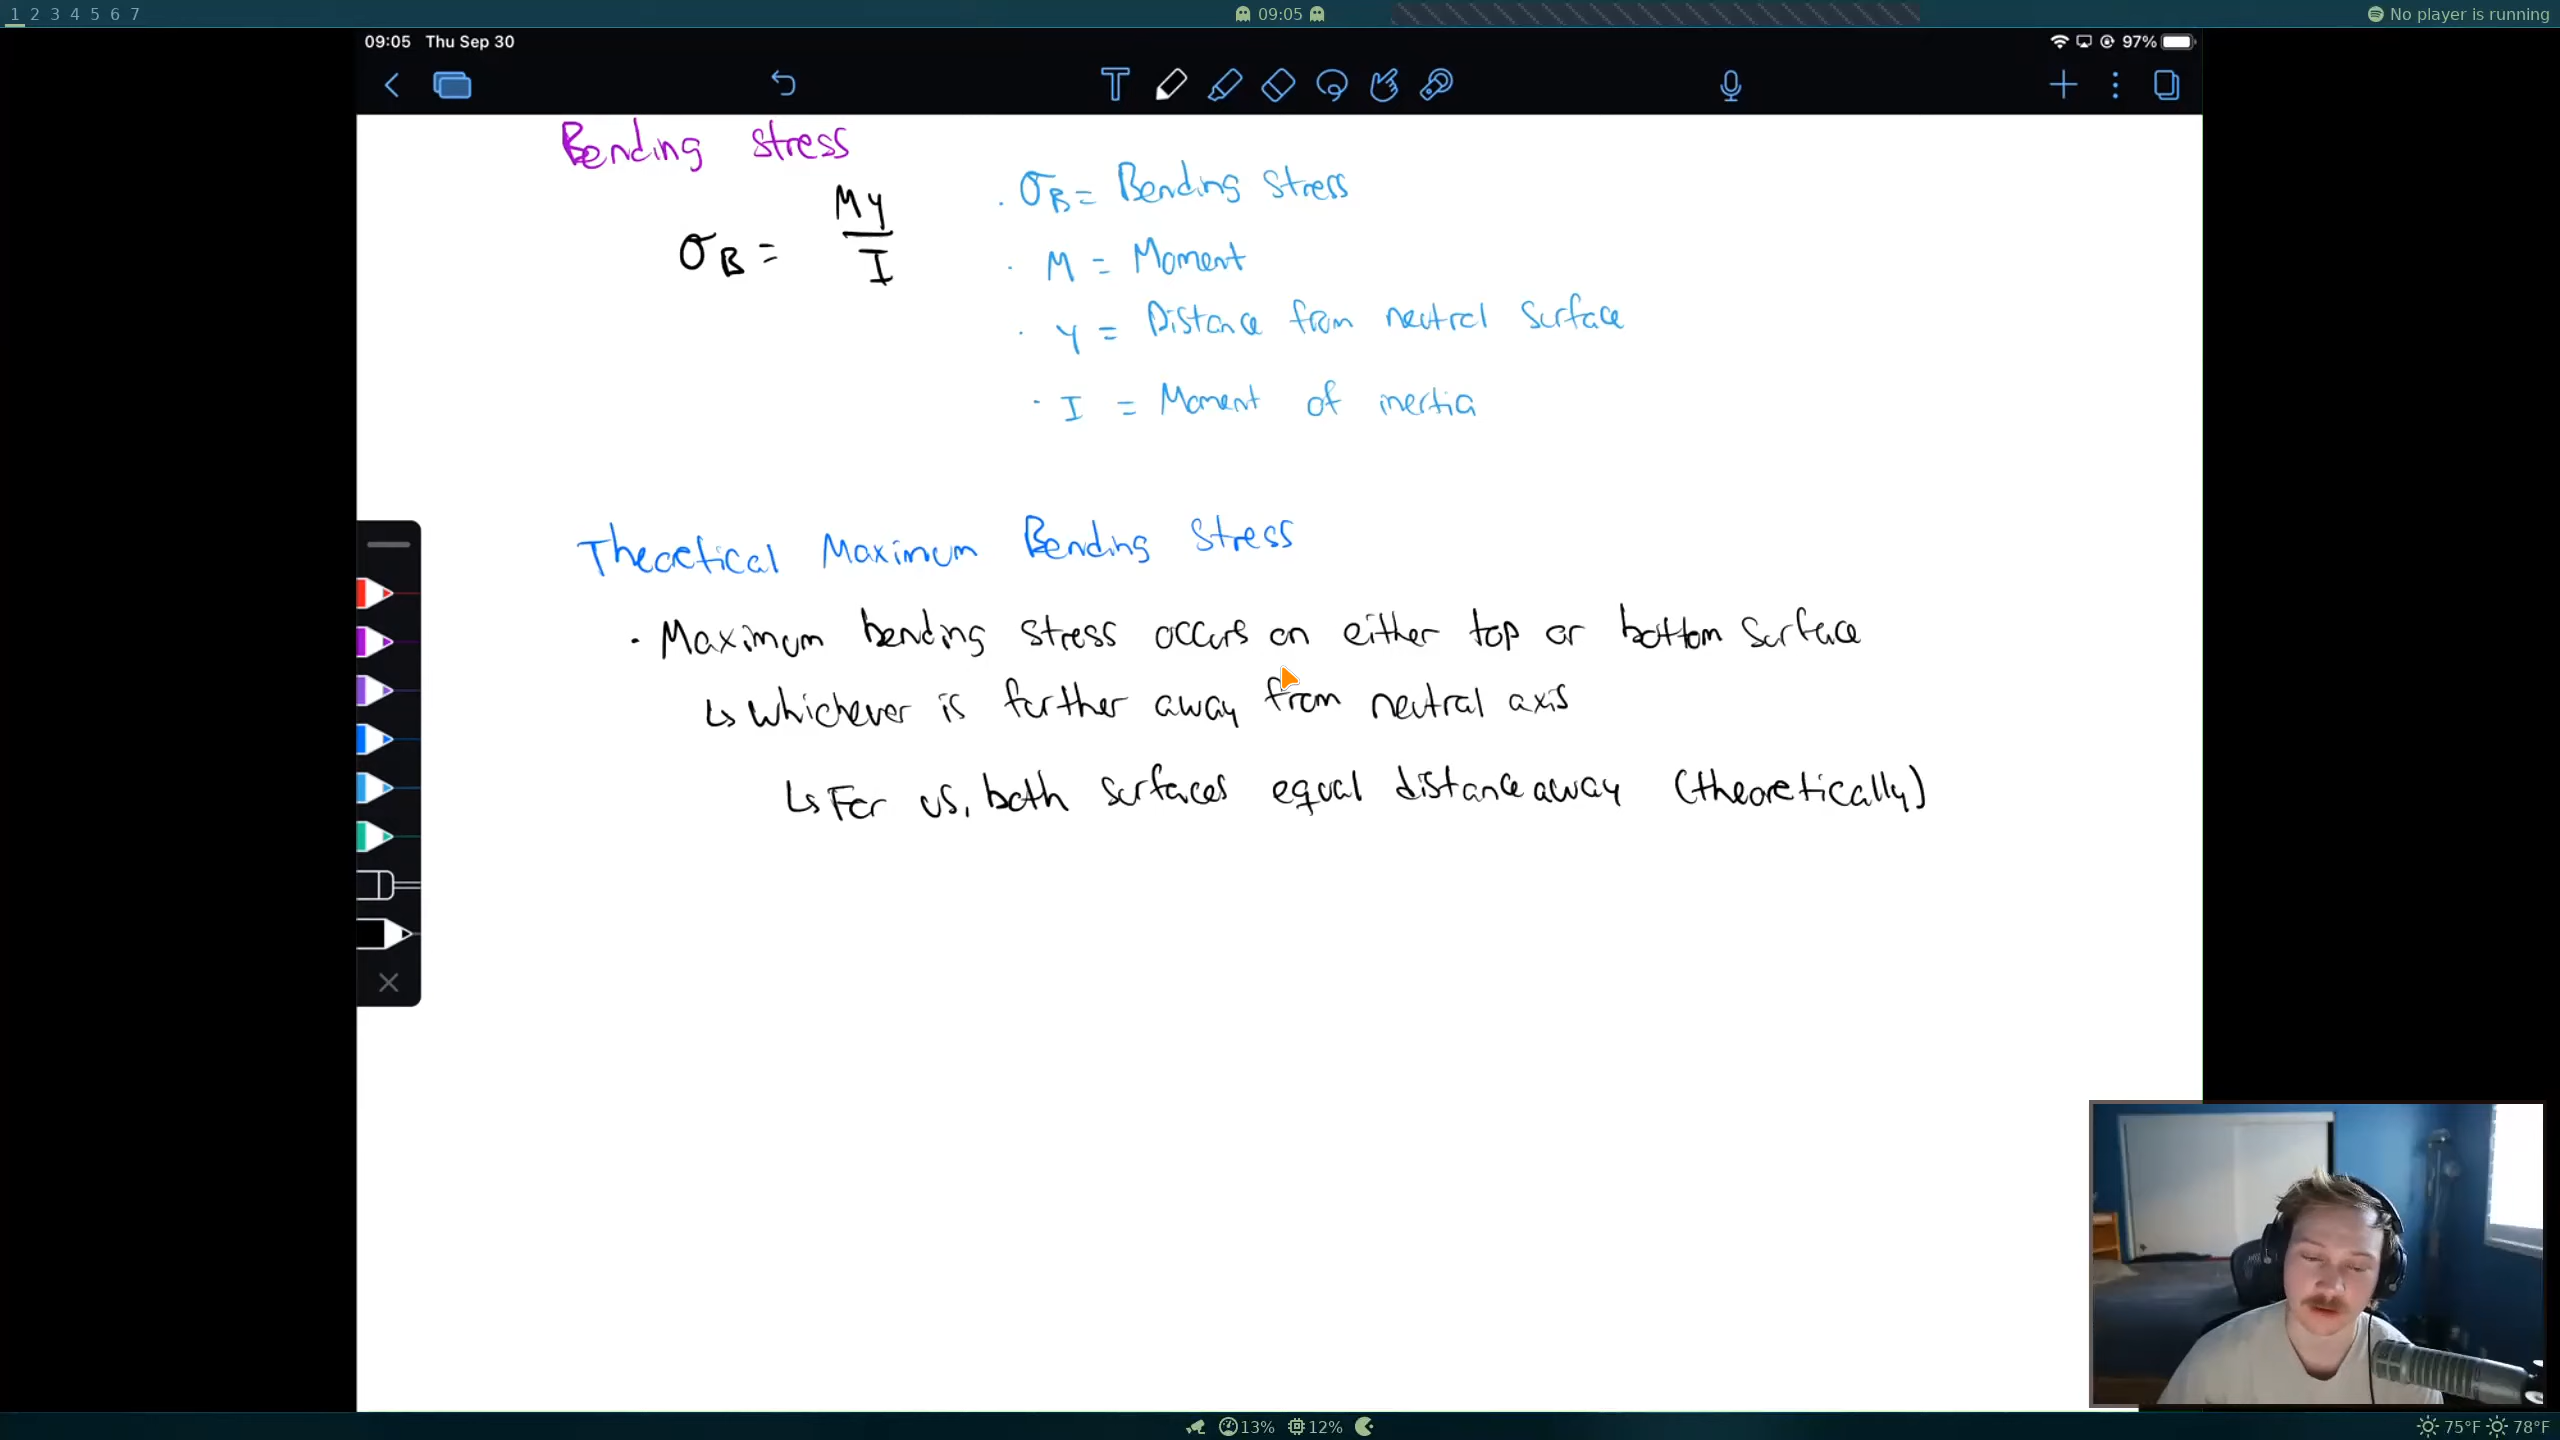 1 2 3 4 5 6 7
09:05
No player is running
09:05 Thu Sep 30
97%
T
Bending stress
σB = My/I
· σB = Bending stress
· M = Moment
· y = Distance from neutral surface
· I = Moment of inertia
Theoretical Maximum Bending Stress
· Maximum bending stress occurs on either top or bottom surface
↳ whichever is further away from neutral axis
↳ For us, both surfaces equal distance away (theoretically)
13% 12%
75°F 78°F